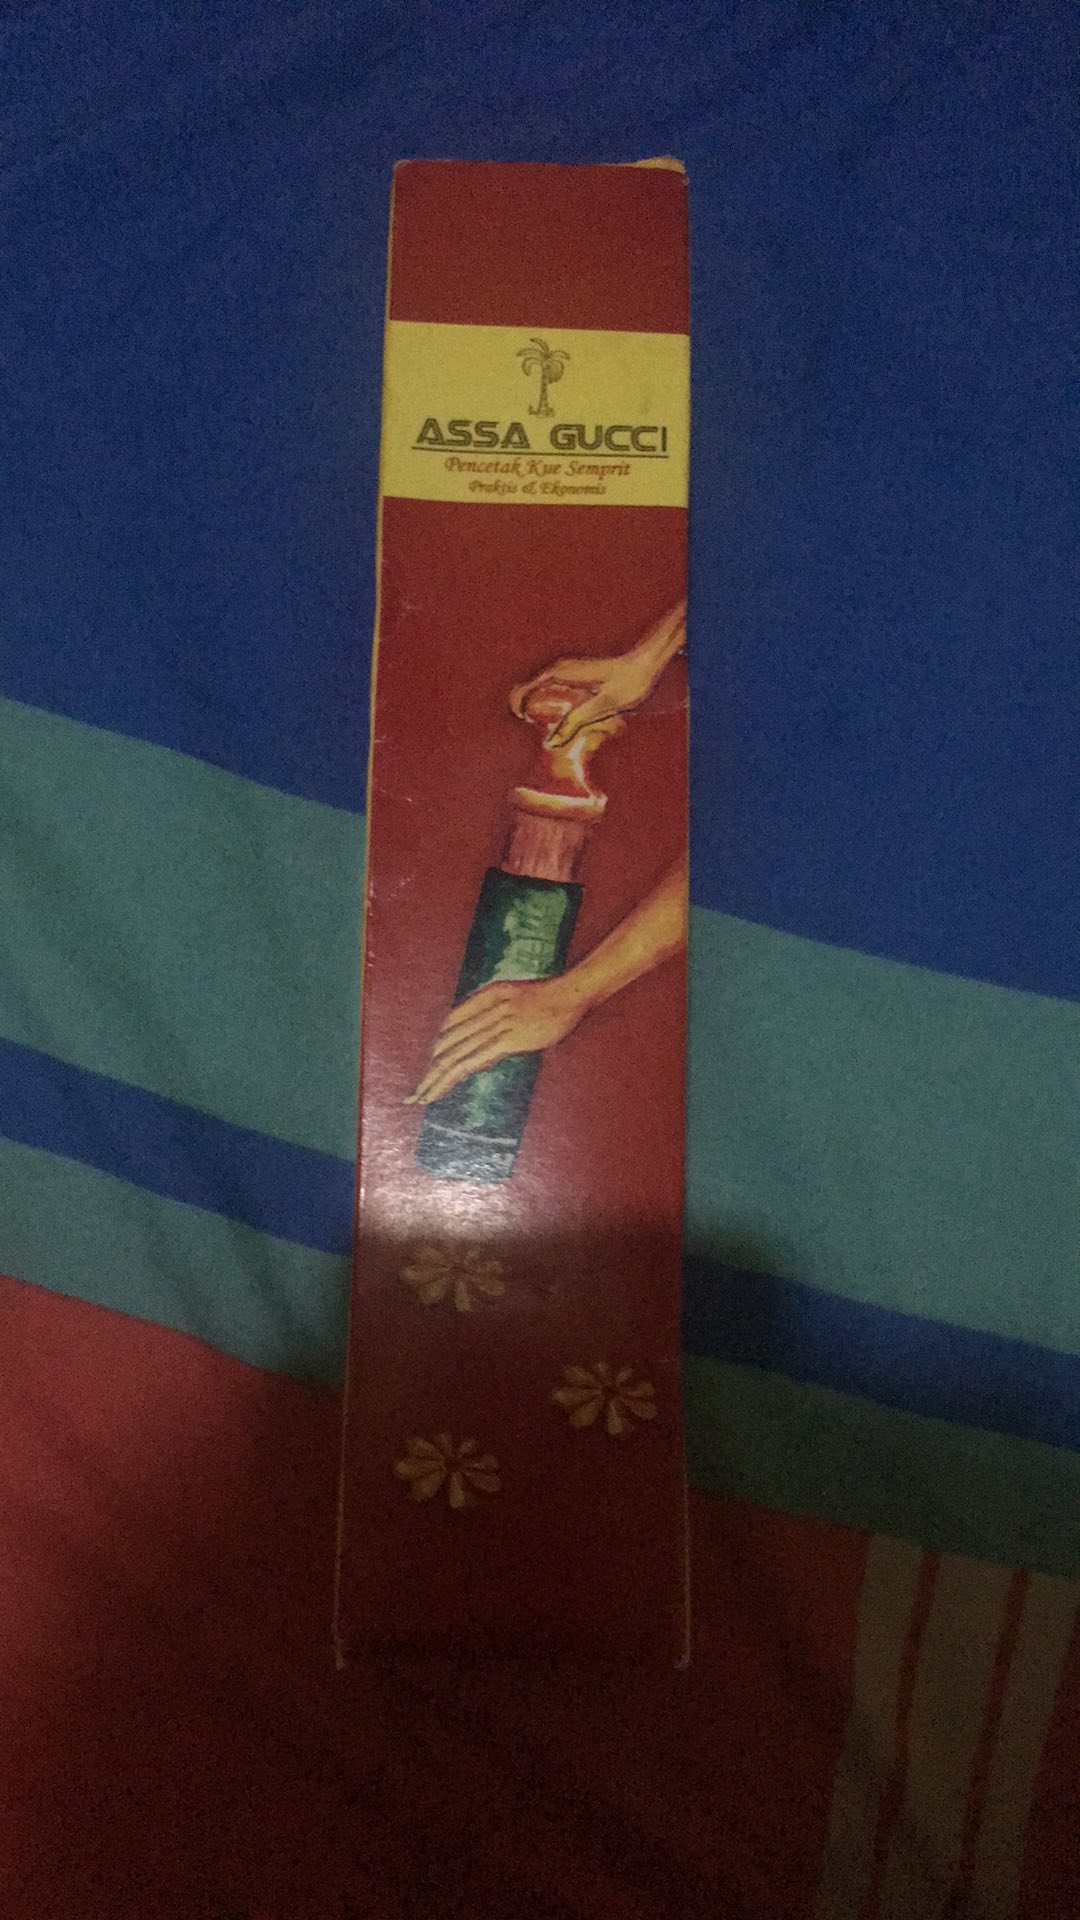 ASSA GUCCI
Pencetak Kue Semprit
Praktis & Ekonomis